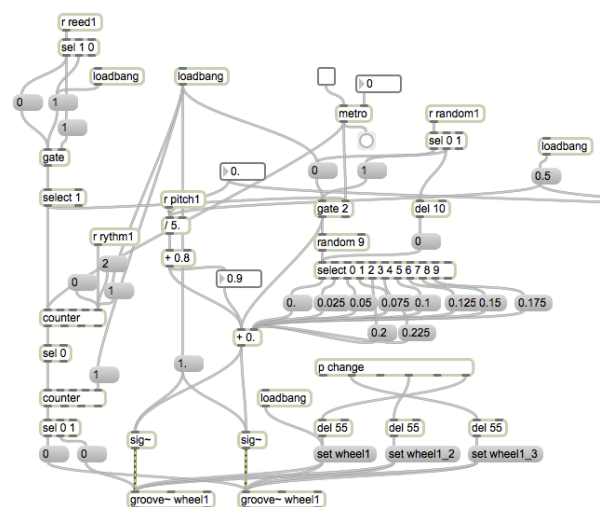 r reed1
sel 1 0
loadbang
loadbang
0
0
1
metro
r random1
1
sel 0 1
loadbang
gate
0.
0
1
0.5
select 1
r pitch1
gate 2
del 10
/ 5.
r rythm1
random 9
0
+ 0.8
2
select 0 1 2 3 4 5 6 7 8 9
0
0.9
1
0.
0.025
0.05
0.075
0.1
0.125
0.15
0.175
counter
0.2
0.225
+ 0.
sel 0
1.
p change
1
counter
loadbang
sel 0 1
del 55
del 55
del 55
sig~
sig~
0
0
set wheel1
set wheel1_2
set wheel1_3
groove~ wheel1
groove~ wheel1